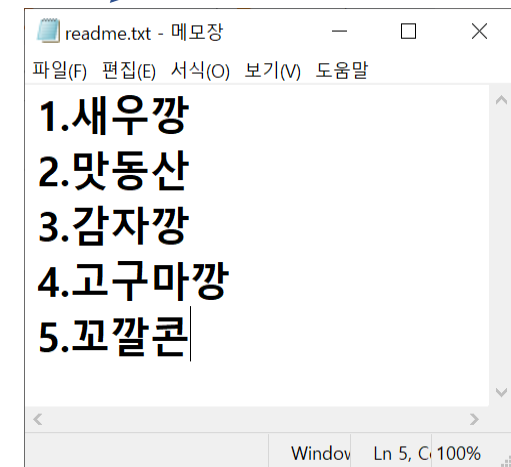 readme.txt - 메모장
파일(F) 편집(E) 서식(O) 보기(V) 도움말
1.새우깡
2.맛동산
3.감자깡
4.고구마깡
5.꼬깔콘
Window Ln 5, C 100%